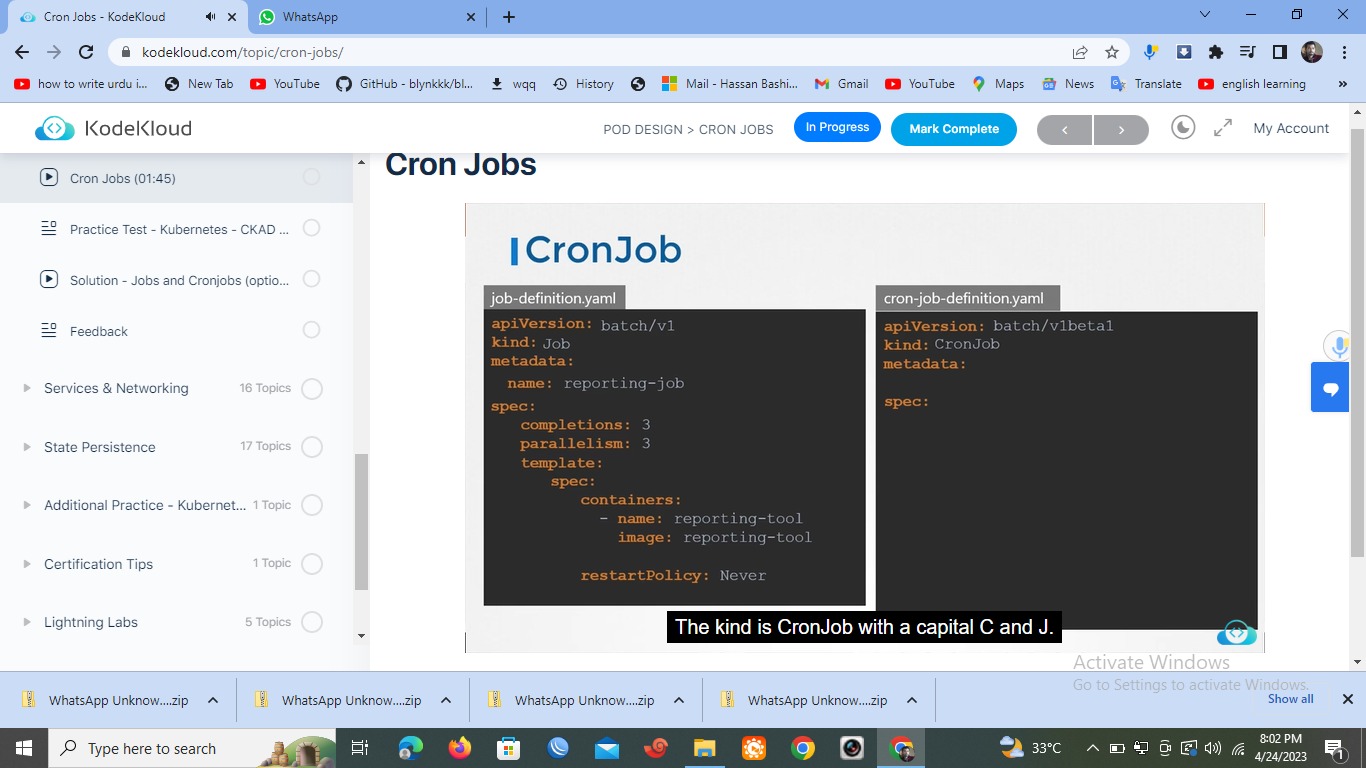 Cron Jobs - KodeKloud
WhatsApp
kodekloud.com/topic/cron-jobs/
how to write urdu i...
New Tab
YouTube
GitHub - blynkkk/bl...
wqq
History
Mail - Hassan Bashi...
Gmail
YouTube
Maps
News
Translate
english learning
KodeKloud
POD DESIGN > CRON JOBS
In Progress
Mark Complete
My Account
Cron Jobs (01:45)
Practice Test - Kubernetes - CKAD ...
Solution - Jobs and Cronjobs (optio...
Feedback
Services & Networking 16 Topics
State Persistence 17 Topics
Additional Practice - Kubernet... 1 Topic
Certification Tips 1 Topic
Lightning Labs 5 Topics
Cron Jobs
CronJob
job-definition.yaml
apiVersion: batch/v1
kind: Job
metadata:
name: reporting-job
spec:
completions: 3
parallelism: 3
template:
spec:
containers:
- name: reporting-tool
image: reporting-tool
restartPolicy: Never
cron-job-definition.yaml
apiVersion: batch/v1beta1
kind: CronJob
metadata:
spec:
The kind is CronJob with a capital C and J.
Activate Windows
Go to Settings to activate Windows.
WhatsApp Unknow....zip
WhatsApp Unknow....zip
WhatsApp Unknow....zip
WhatsApp Unknow....zip
Show all
Type here to search
33°C
8:02 PM
4/24/2023
1